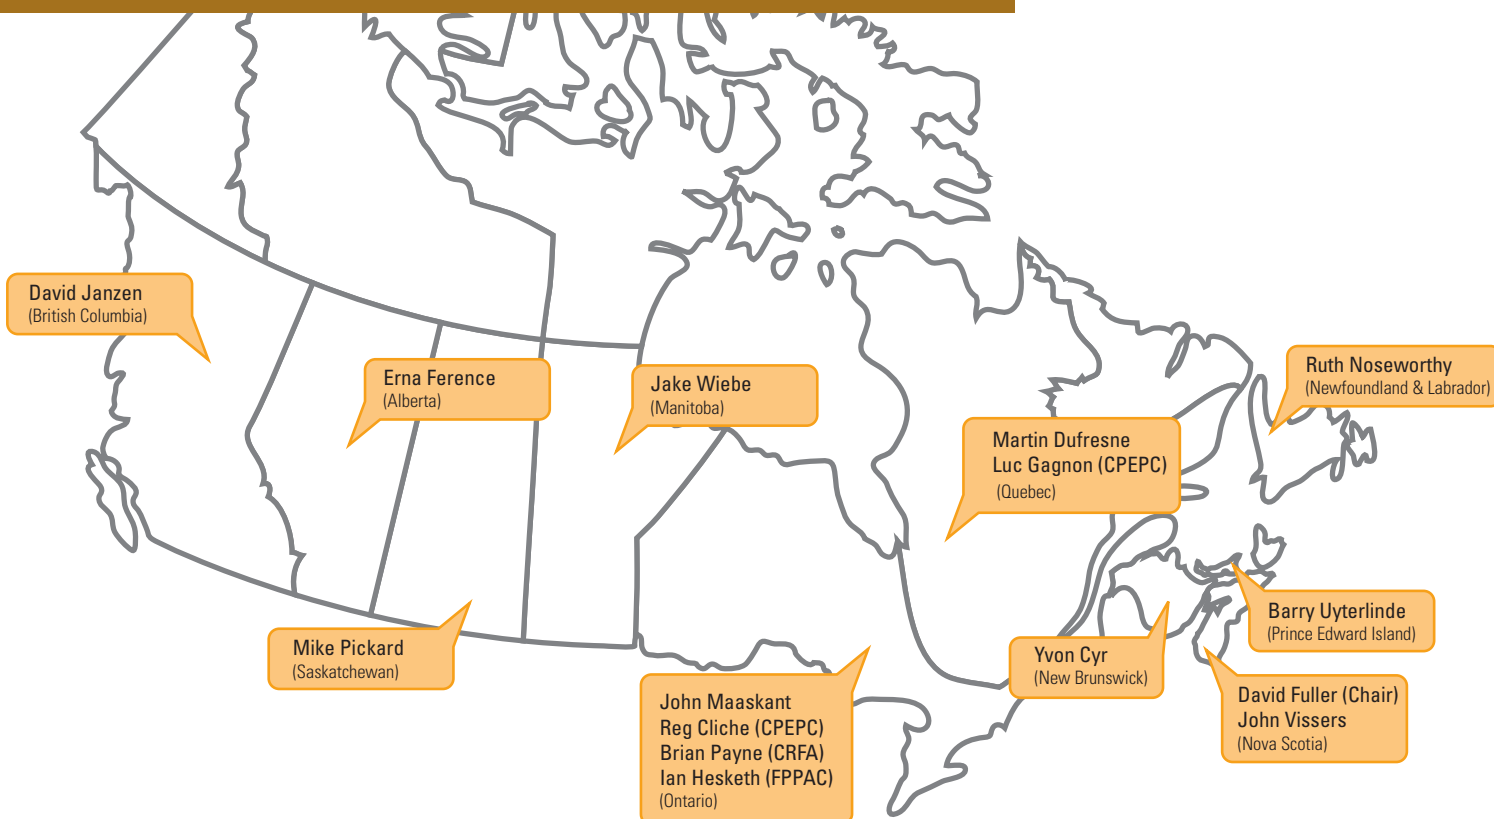 David Janzen
(British Columbia)
Erna Ference
(Alberta)
Jake Wiebe
(Manitoba)
Ruth Noseworthy
(Newfoundland & Labrador)
Martin Dufresne
Luc Gagnon (CPEPC)
(Quebec)
Mike Pickard
(Saskatchewan)
John Maaskant
Reg Cliche (CPEPC)
Brian Payne (CRFA)
Ian Hesketh (FPPAC)
(Ontario)
Yvon Cyr
(New Brunswick)
Barry Uyterlinde
(Prince Edward Island)
David Fuller (Chair)
John Vissers
(Nova Scotia)